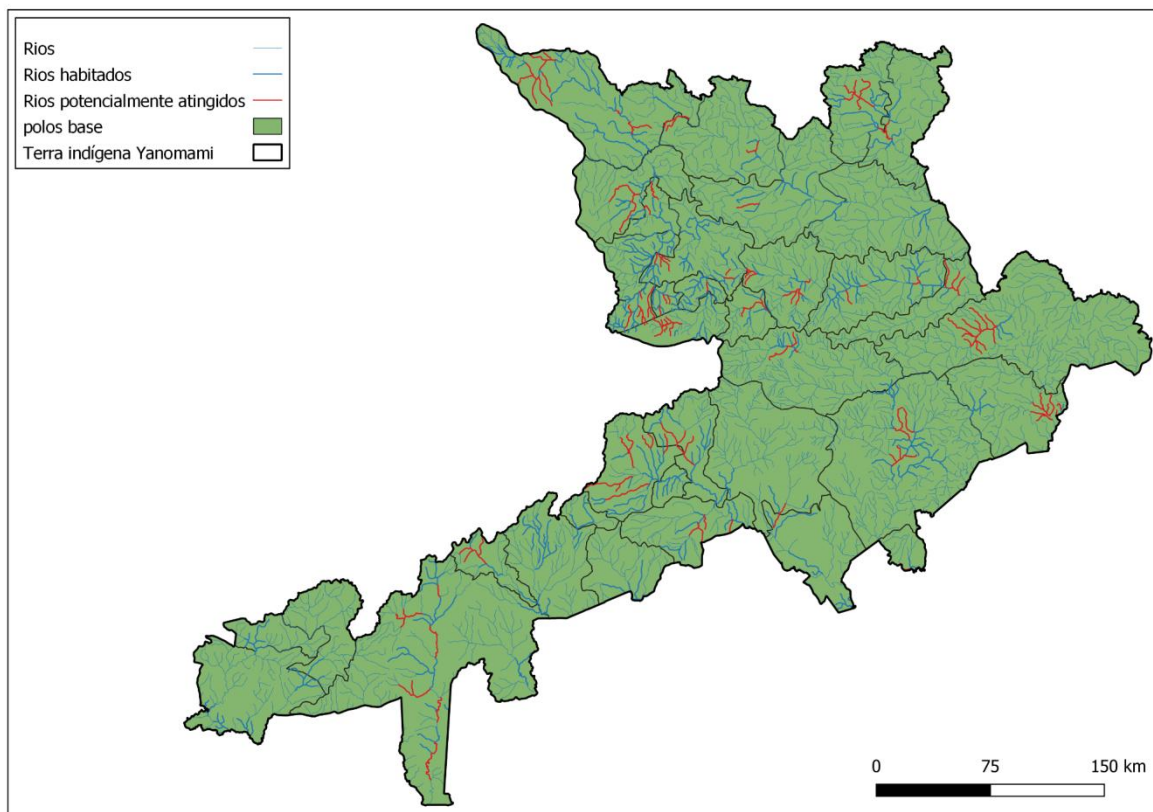 Rios
Rios habitados
Rios potencialmente atingidos
polos base
Terra indígena Yanomami
0 75 150 km